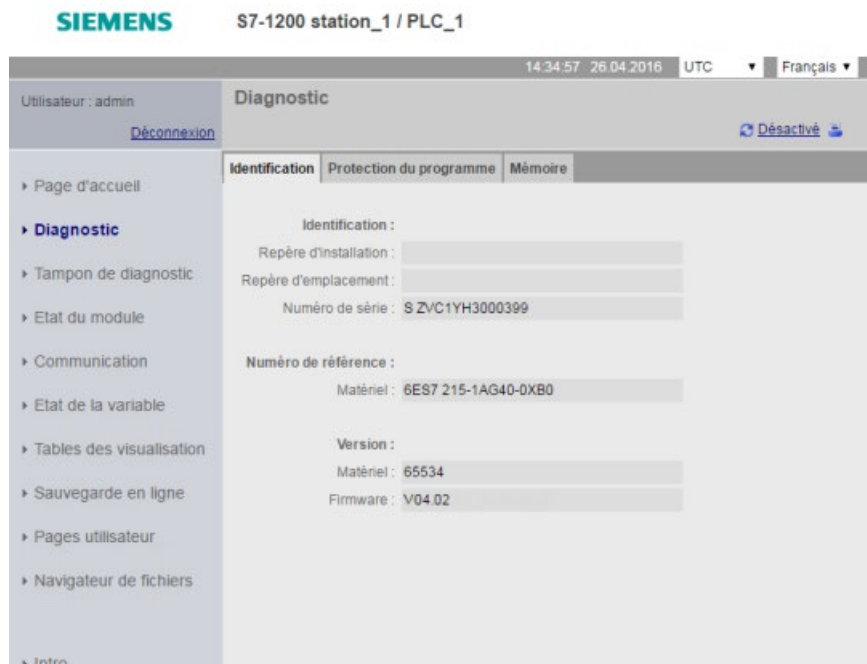 SIEMENS
S7-1200 station_1 / PLC_1
14:34:57 26.04.2016 UTC Français
Utilisateur : admin
Déconnexion
Diagnostic
Désactivé
Identification Protection du programme Mémoire
Page d'accueil
Diagnostic
Tampon de diagnostic
Etat du module
Communication
Etat de la variable
Tables des visualisation
Sauvegarde en ligne
Pages utilisateur
Navigateur de fichiers
Intro
Identification :
Repère d'installation :
Repère d'emplacement :
Numéro de série : S ZVC1YH3000399
Numéro de référence :
Matériel : 6ES7 215-1AG40-0XB0
Version :
Matériel : 65534
Firmware : V04.02